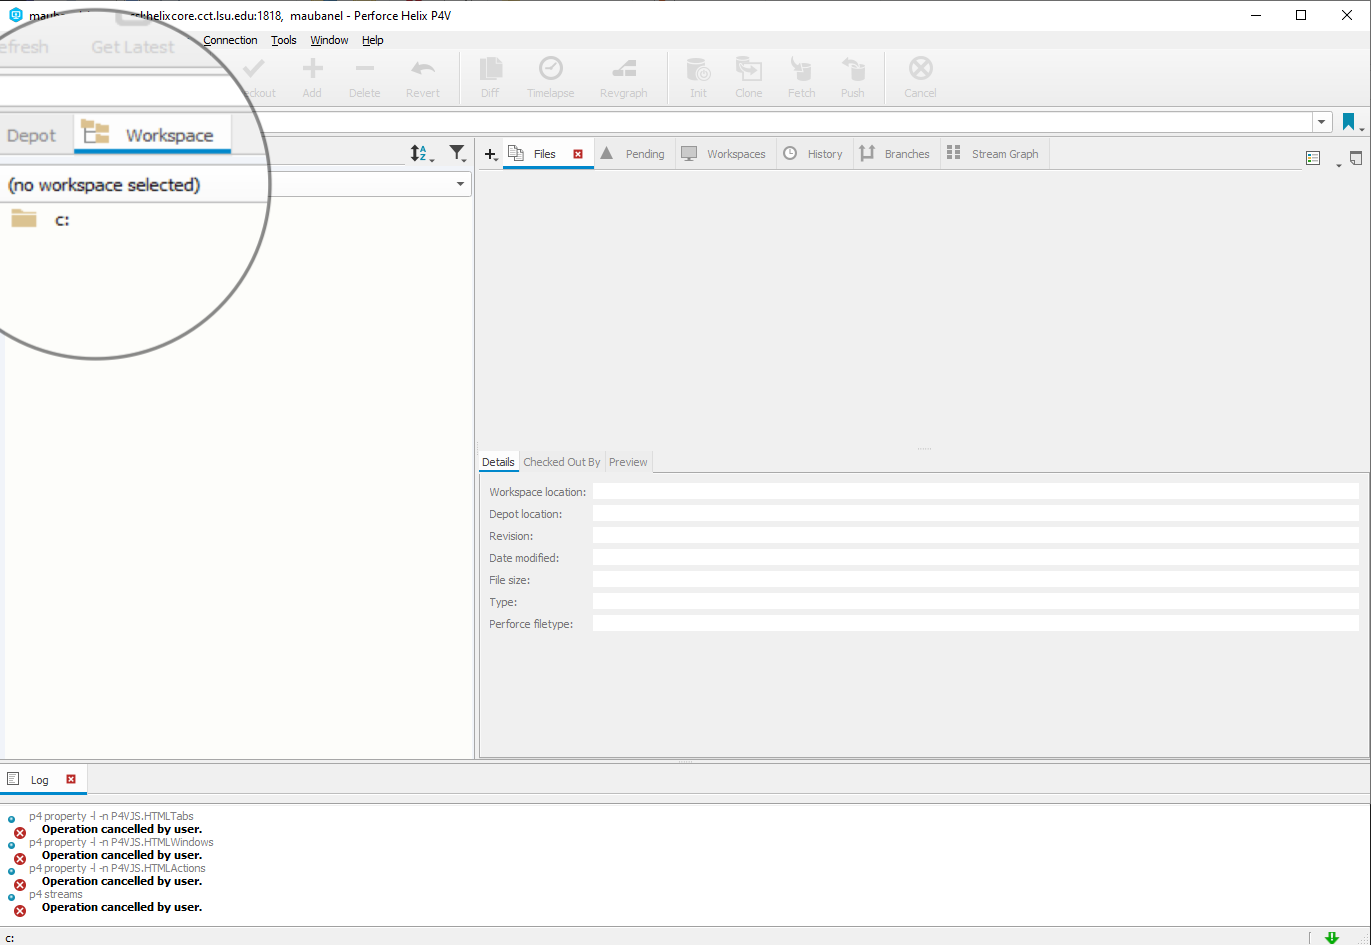 helixcore.cct.lsu.edu:1818, maubanel - Perforce Helix P4V
Connection Tools Window Help
Get Latest
Add Delete Revert Diff Timelapse Revgraph Init Clone Fetch Push Cancel
Depot Workspace
Files Pending Workspaces History Branches Stream Graph
(no workspace selected)
c:
Details Checked Out By Preview
Workspace location:
Depot location:
Revision:
Date modified:
File size:
Type:
Perforce filetype:
Log
p4 property -l -n P4VJS.HTMLTabs
Operation cancelled by user.
p4 property -l -n P4VJS.HTMLWindows
Operation cancelled by user.
p4 property -l -n P4VJS.HTMLActions
Operation cancelled by user.
p4 streams
Operation cancelled by user.
c: